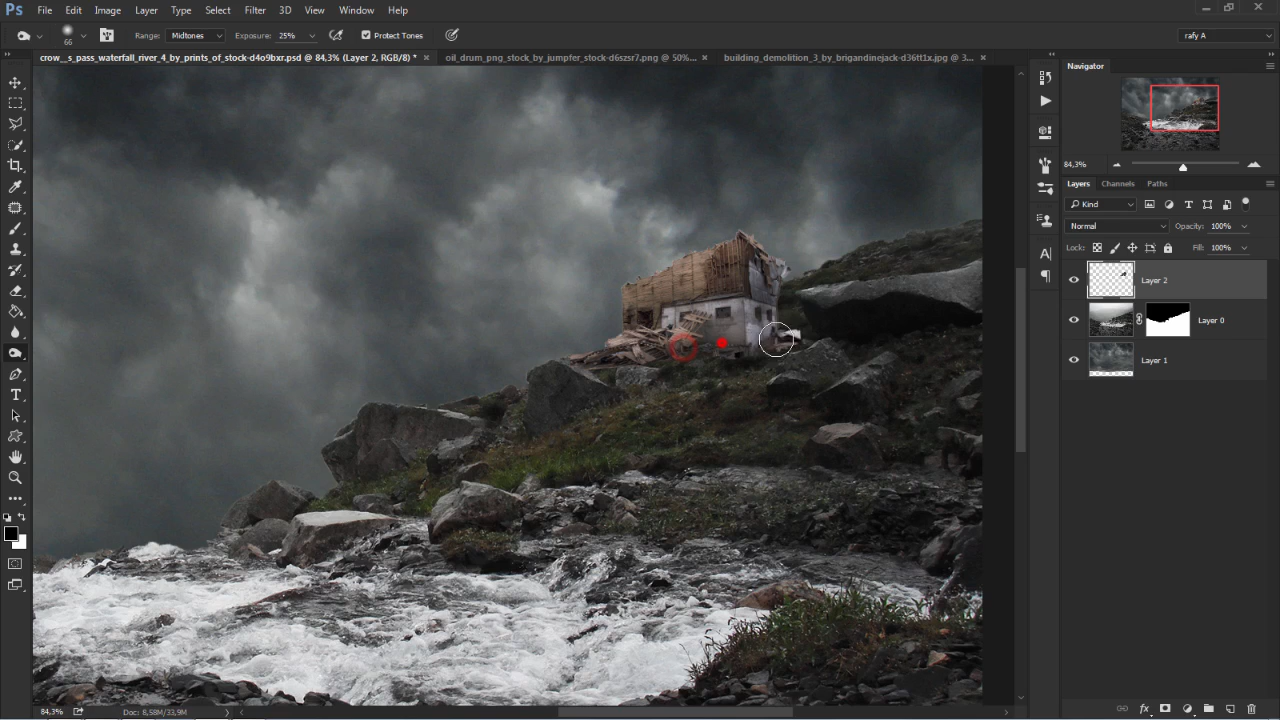 Ps File Edit Image Layer Type Select Filter 3D View Window Help
66 Range: Midtones Exposure: 25% Protect Tones rafy A
crow__s_pass_waterfall_river_4_by_prints_of_stock-d4o9bxr.psd @ 84,3% (Layer 2, RGB/8) * × oil_drum_png_stock_by_jumpfer_stock-d6szsr7.png @ 50%... × building_demolition_3_by_brigandinejack-d36tt1x.jpg @ 3... ×
Navigator
84,3%
Layers Channels Paths
Kind
Normal Opacity: 100%
Lock: Fill: 100%
Layer 2
Layer 0
Layer 1
84,3% Doc: 8,58M/33,9M